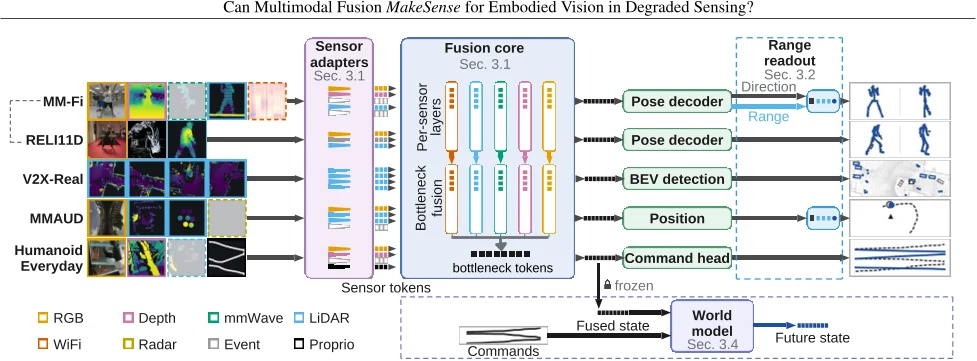 Can Multimodal Fusion MakeSense for Embodied Vision in Degraded Sensing?
Sensor
adapters
Sec. 3.1
Fusion core
Sec. 3.1
Range
readout
Sec. 3.2
MM-Fi
RELI11D
V2X-Real
MMAUD
Humanoid
Everyday
Per-sensor
layers
Bottleneck
fusion
bottleneck tokens
Sensor tokens
Pose decoder
Direction
Range
Pose decoder
BEV detection
Position
Command head
frozen
Fused state
Commands
World
model
Sec. 3.4
Future state
RGB
Depth
mmWave
LiDAR
WiFi
Radar
Event
Proprio